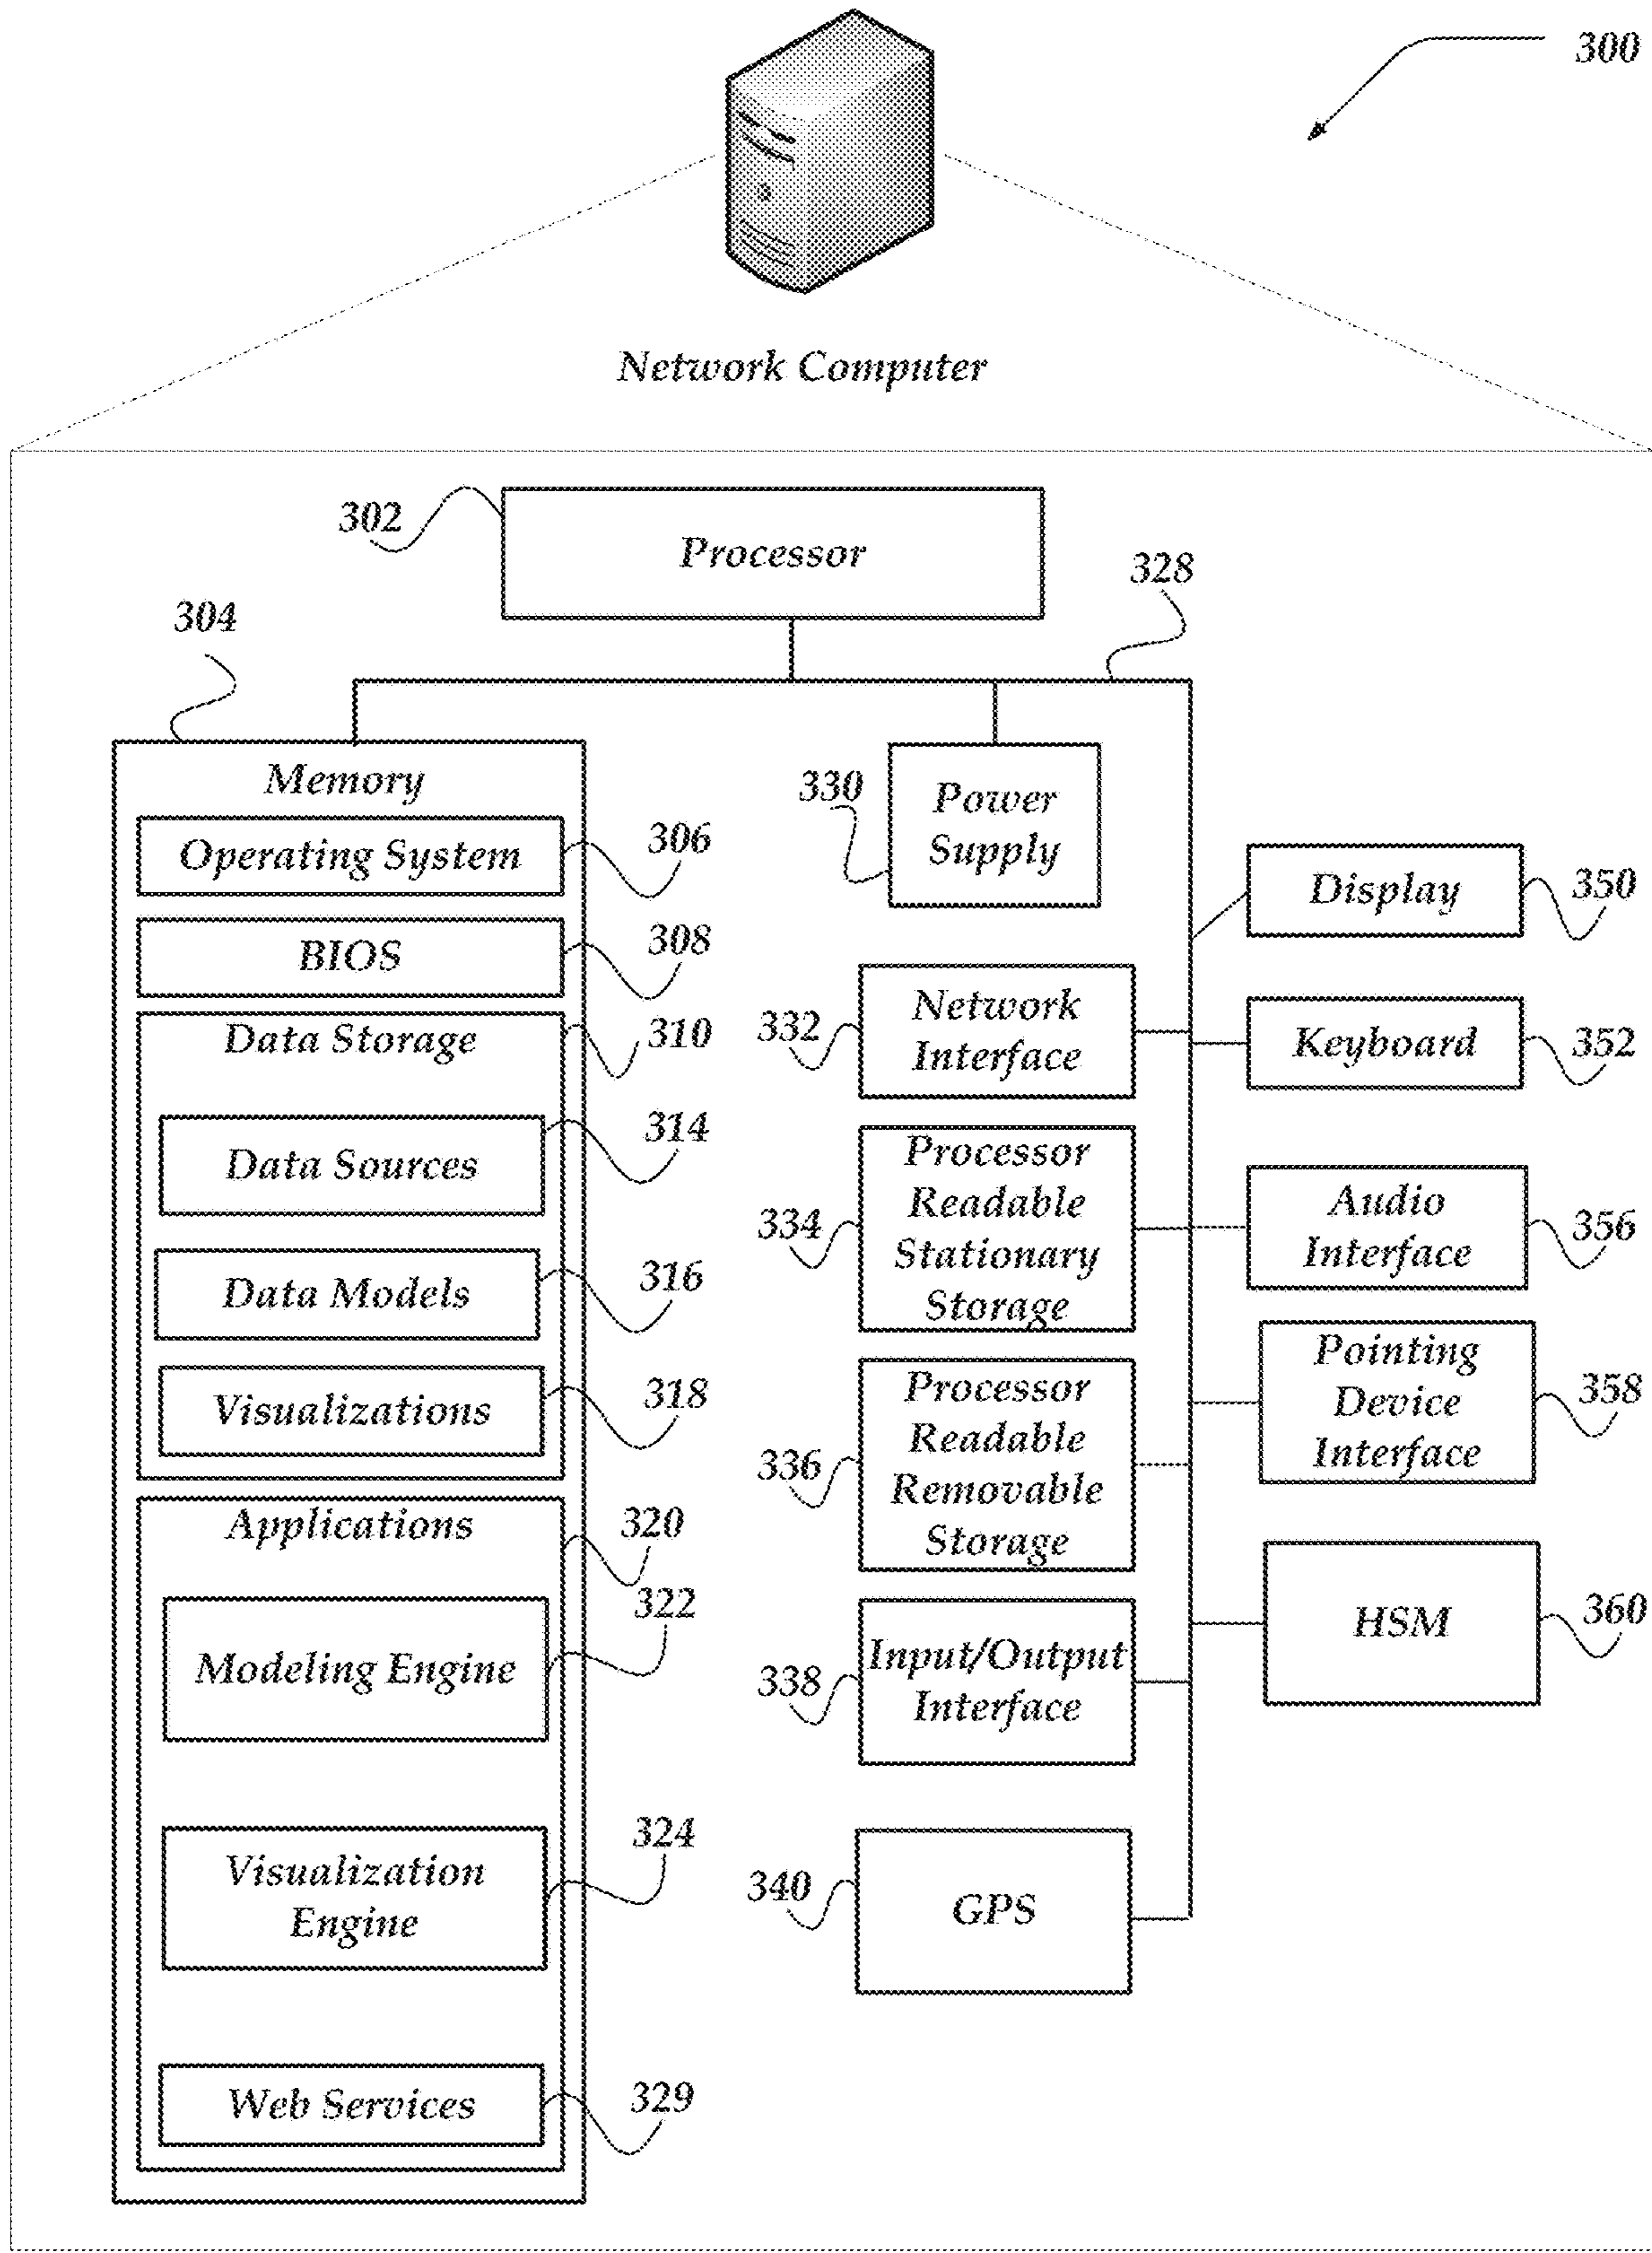 300
Network Computer
302
Processor
328
304
Memory
Operating System
306
BIOS
308
Data Storage
310
Data Sources
314
Data Models
316
Visualizations
318
Applications
320
Modeling Engine
322
Visualization
Engine
324
Web Services
329
330
Power
Supply
332
Network
Interface
334
Processor
Readable
Stationary
Storage
336
Processor
Readable
Removable
Storage
338
Input/Output
Interface
340
GPS
Display
350
Keyboard
352
Audio
Interface
356
Pointing
Device
Interface
358
HSM
360